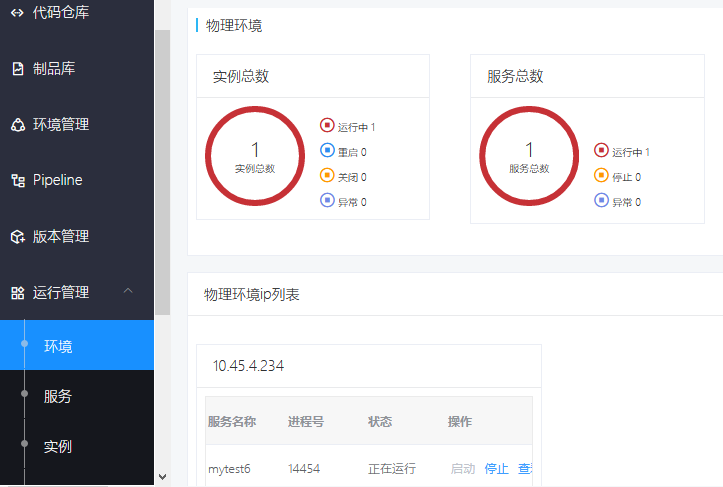 代码仓库
制品库
环境管理
Pipeline
版本管理
运行管理
环境
服务
实例
物理环境
实例总数
1
实例总数
运行中 1
重启 0
关闭 0
异常 0
服务总数
1
服务总数
运行中 1
停止 0
异常 0
物理环境ip列表
10.45.4.234
服务名称 进程号 状态 操作
mytest6 14454 正在运行 启动 停止 查